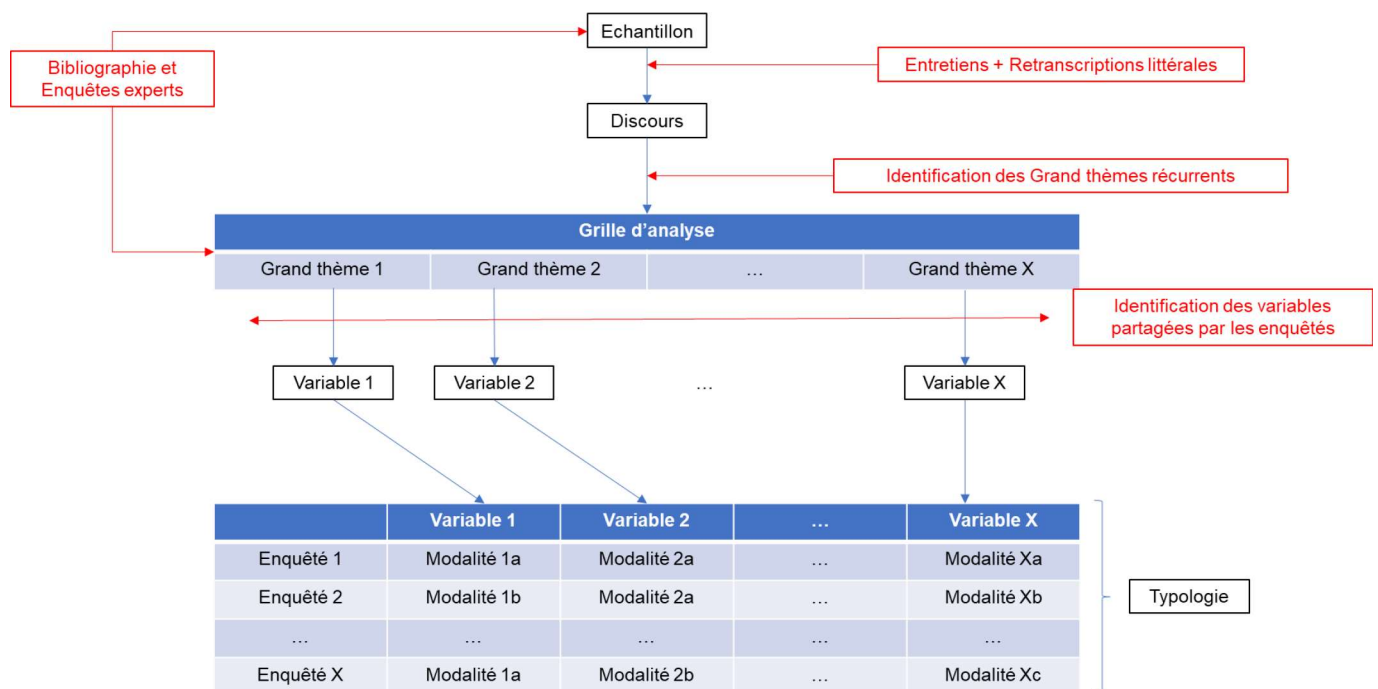 Echantillon
Bibliographie et
Enquêtes experts
Entretiens + Retranscriptions littérales
Discours
Identification des Grand thèmes récurrents
Grille d'analyse
Grand thème 1 Grand thème 2 … Grand thème X
Identification des variables
partagées par les enquêtés
Variable 1 Variable 2 … Variable X
Variable 1 Variable 2 … Variable X
Enquêté 1 Modalité 1a Modalité 2a … Modalité Xa
Enquêté 2 Modalité 1b Modalité 2a … Modalité Xb
Typologie
… … … … …
Enquêté X Modalité 1a Modalité 2b … Modalité Xc